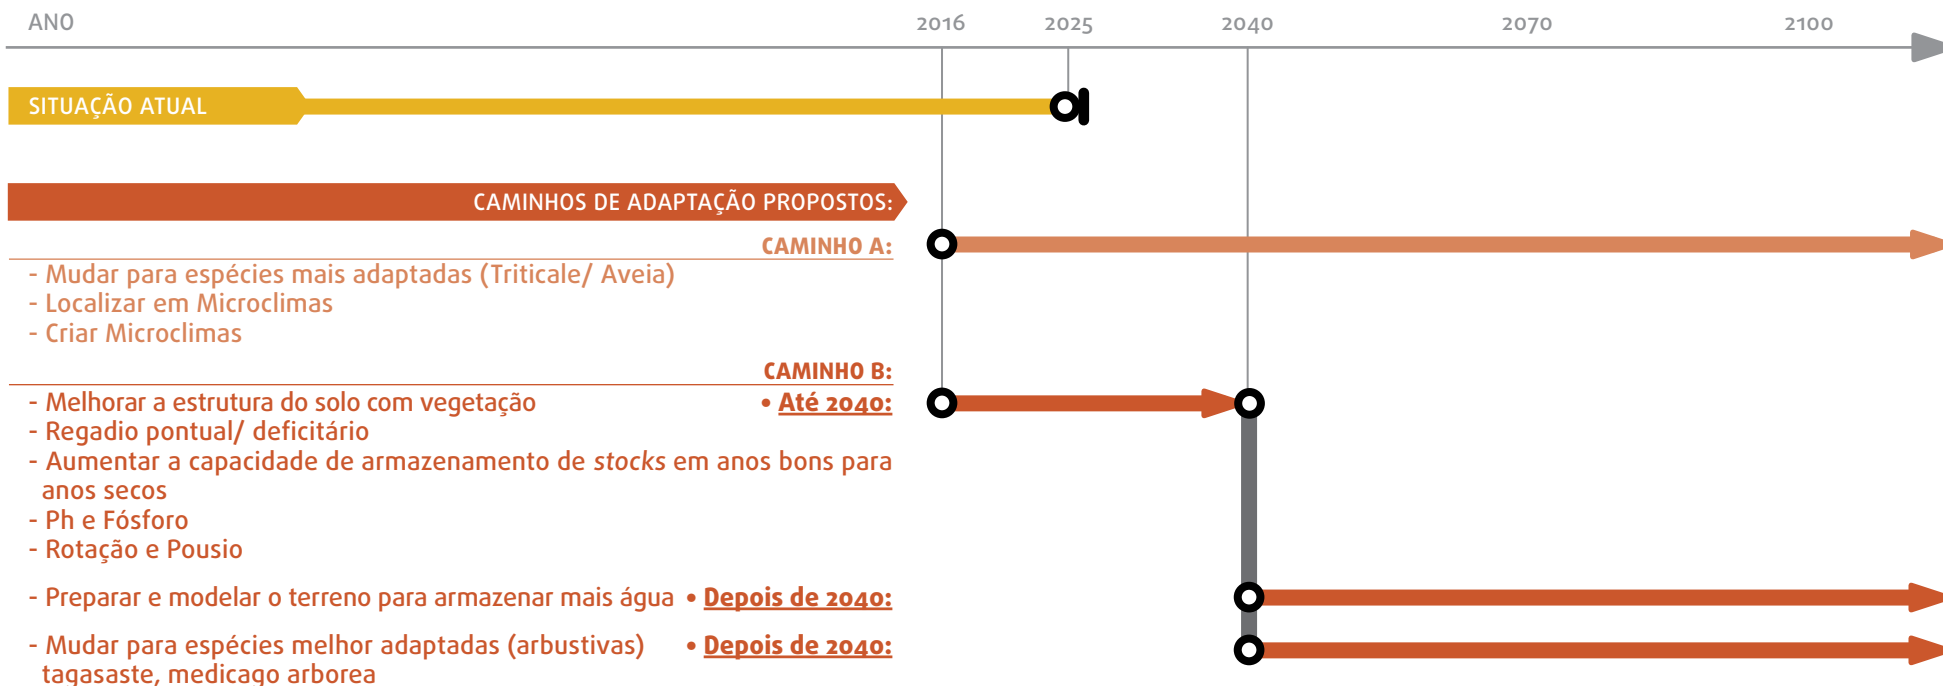 ANO 2016 2025 2040 2070 2100
SITUAÇÃO ATUAL
CAMINHOS DE ADAPTAÇÃO PROPOSTOS:
CAMINHO A:
- Mudar para espécies mais adaptadas (Triticale/ Aveia)
- Localizar em Microclimas
- Criar Microclimas
CAMINHO B:
- Melhorar a estrutura do solo com vegetação • Até 2040:
- Regadio pontual/ deficitário
- Aumentar a capacidade de armazenamento de stocks em anos bons para
anos secos
- Ph e Fósforo
- Rotação e Pousio
- Preparar e modelar o terreno para armazenar mais água • Depois de 2040:
- Mudar para espécies melhor adaptadas (arbustivas) • Depois de 2040:
tagasaste, medicago arborea